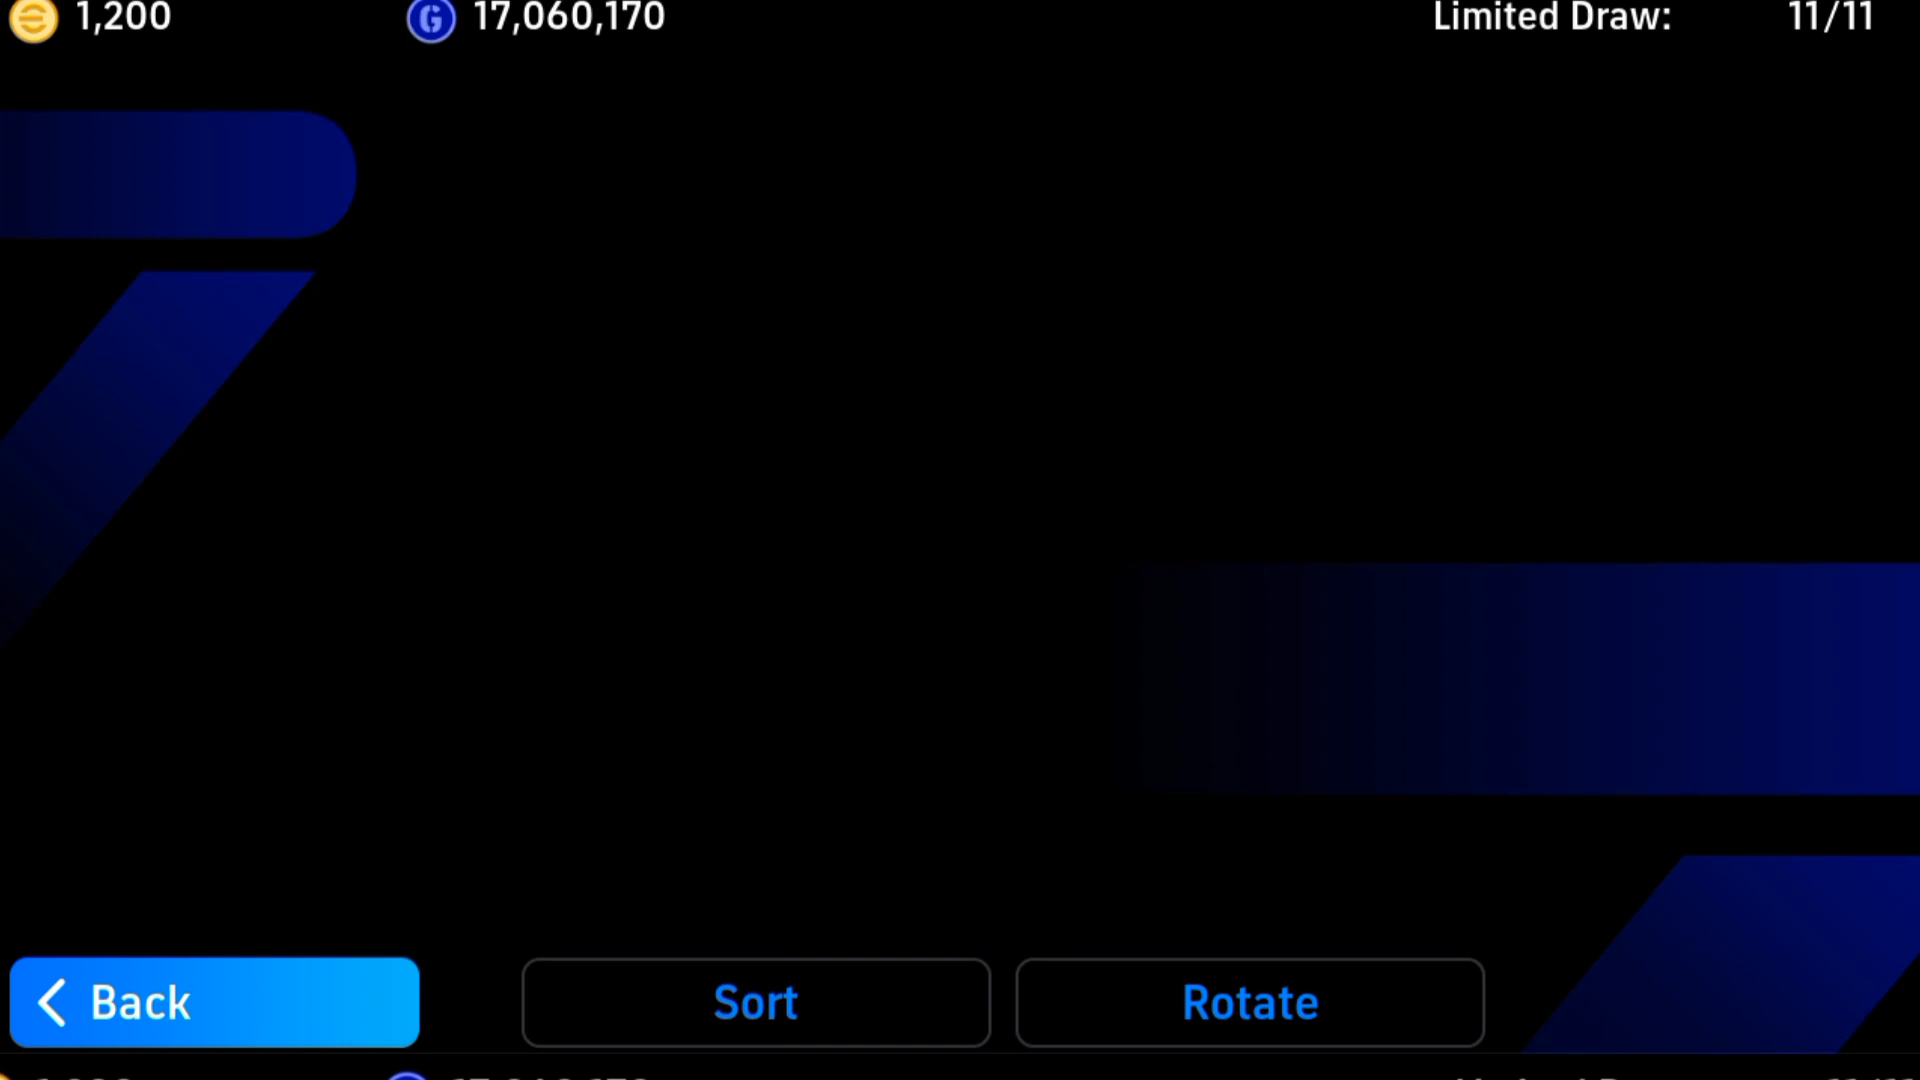 1,200
17,060,170
Limited Draw: 11/11
Back
Sort
Rotate